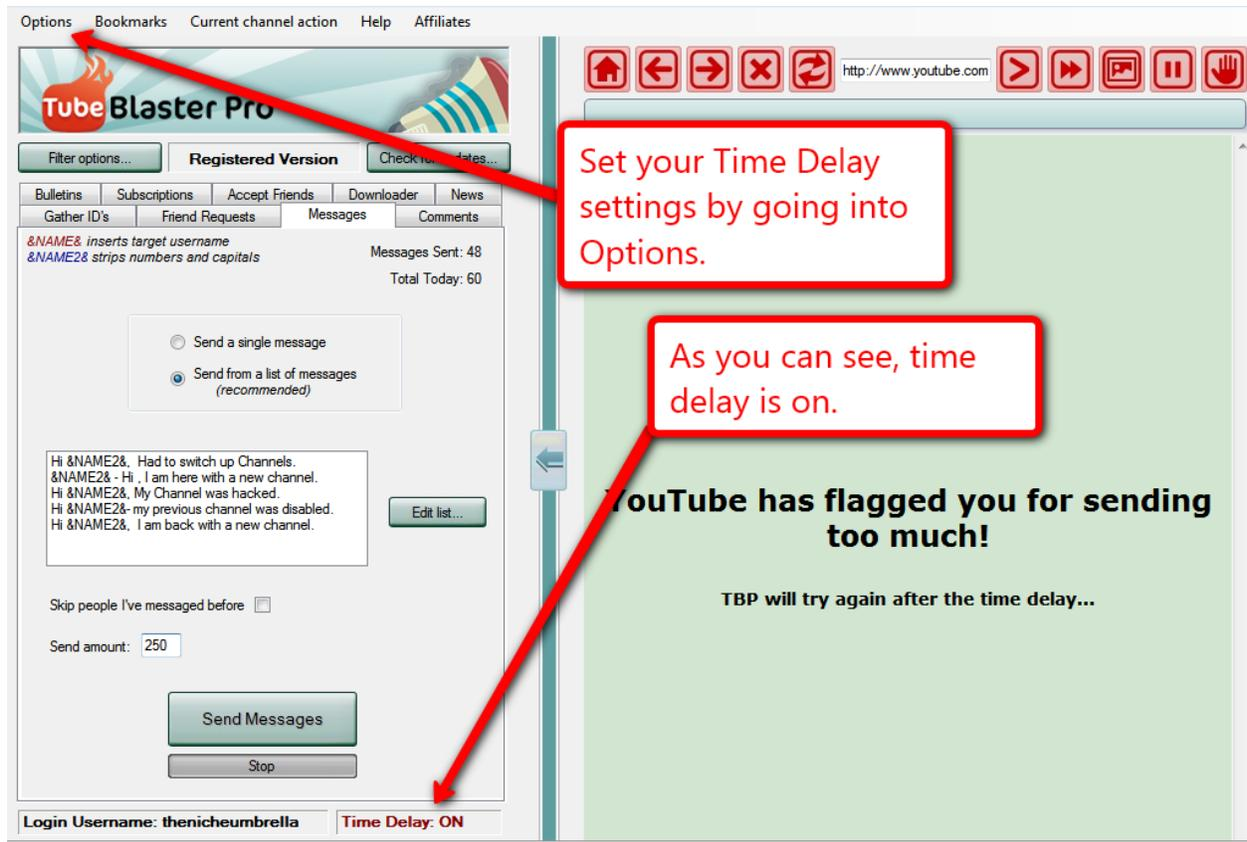 Options Bookmarks Current channel action Help Affiliates
TubeBlaster Pro
http://www.youtube.com
Filter options... Registered Version Check for updates...
Bulletins Subscriptions Accept Friends Downloader News
Gather ID's Friend Requests Messages Comments
&NAME& inserts target username
&NAME2& strips numbers and capitals
Messages Sent: 48
Total Today: 60
Send a single message
Send from a list of messages
(recommended)
Hi &NAME2&, Had to switch up Channels.
&NAME2& - Hi , I am here with a new channel.
Hi &NAME2&, My Channel was hacked.
Hi &NAME2&- my previous channel was disabled.
Hi &NAME2&, I am back with a new channel.
Edit list...
Skip people I've messaged before
Send amount: 250
Send Messages
Stop
Login Username: thenicheumbrella Time Delay: ON
Set your Time Delay
settings by going into
Options.
As you can see, time
delay is on.
YouTube has flagged you for sending
too much!
TBP will try again after the time delay...